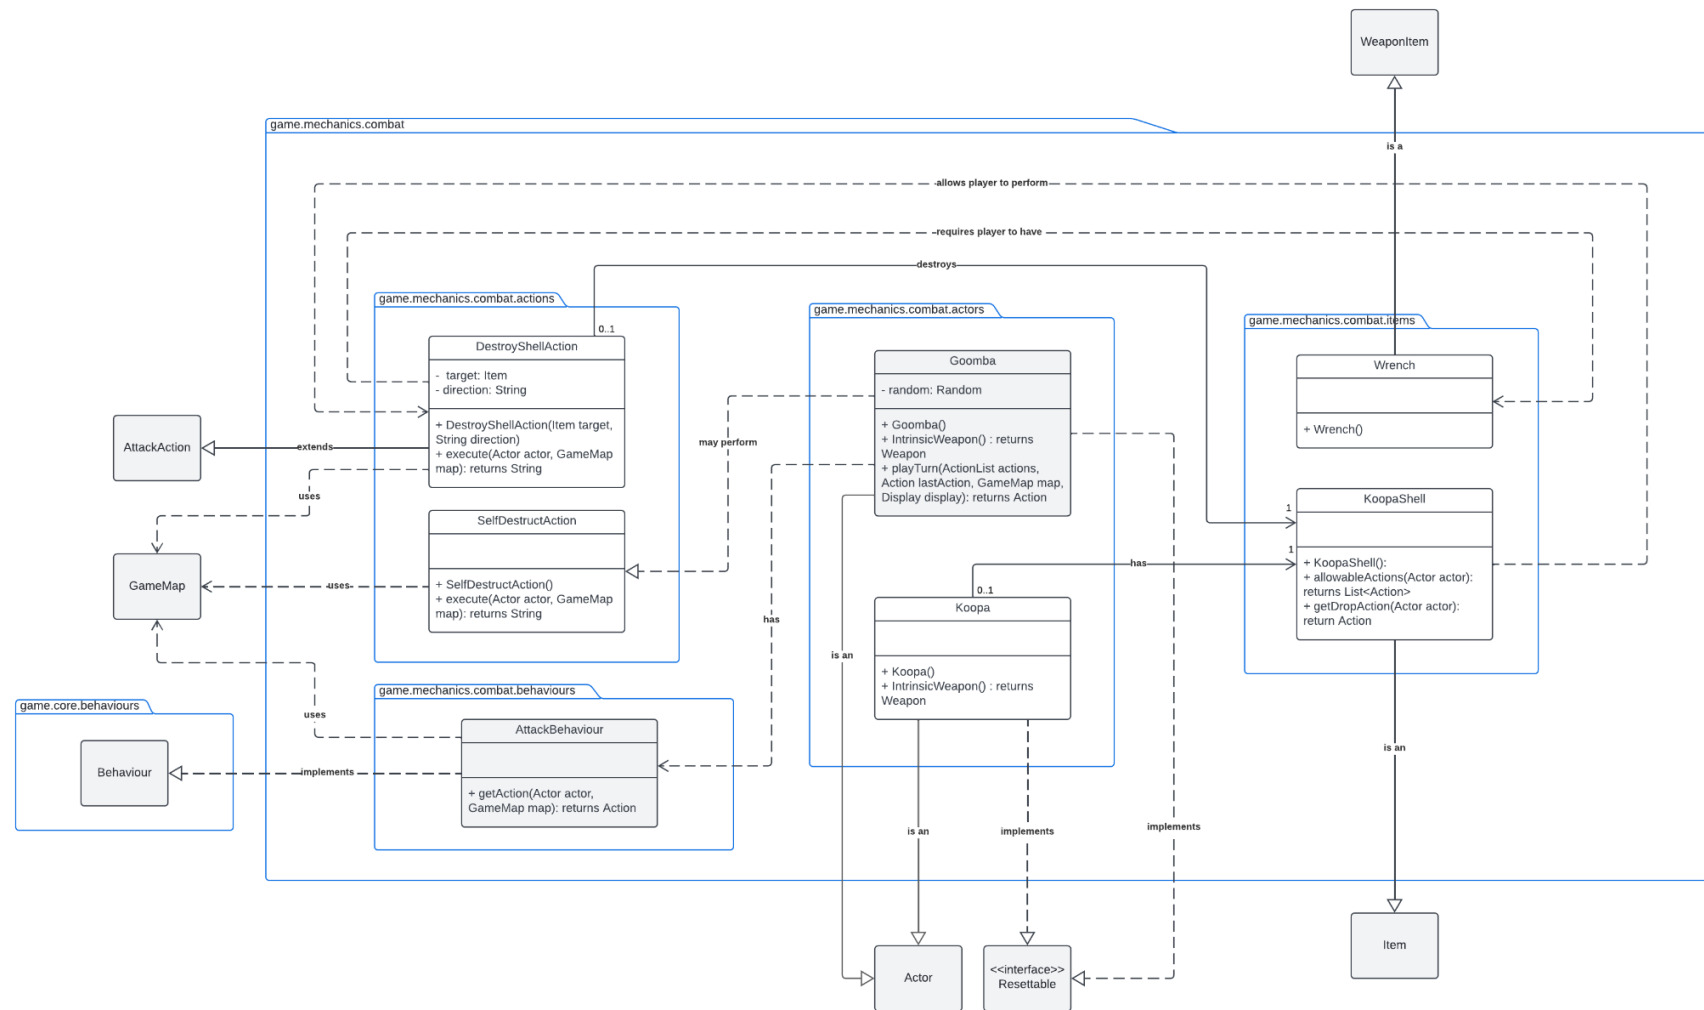 WeaponItem
game.mechanics.combat
is a
allows player to perform
requires player to have
destroys
game.mechanics.combat.actions
0..1
DestroyShellAction
- target: Item
- direction: String
+ DestroyShellAction(Item target,
String direction)
+ execute(Actor actor, GameMap
map): returns String
AttackAction
extends
uses
SelfDestructAction
+ SelfDestructAction()
+ execute(Actor actor, GameMap
map): returns String
GameMap
uses
may perform
game.mechanics.combat.actors
Goomba
- random: Random
+ Goomba()
+ IntrinsicWeapon() : returns
Weapon
+ playTurn(ActionList actions,
Action lastAction, GameMap map,
Display display): returns Action
has
0..1
Koopa
+ Koopa()
+ IntrinsicWeapon() : returns
Weapon
game.mechanics.combat.items
Wrench
+ Wrench()
1
KoopaShell
1
+ KoopaShell():
+ allowableActions(Actor actor):
returns List<Action>
+ getDropAction(Actor actor):
return Action
has
is an
uses
game.core.behaviours
Behaviour
implements
game.mechanics.combat.behaviours
AttackBehaviour
+ getAction(Actor actor,
GameMap map): returns Action
is an
implements
implements
is an
Actor
<<interface>>
Resettable
Item